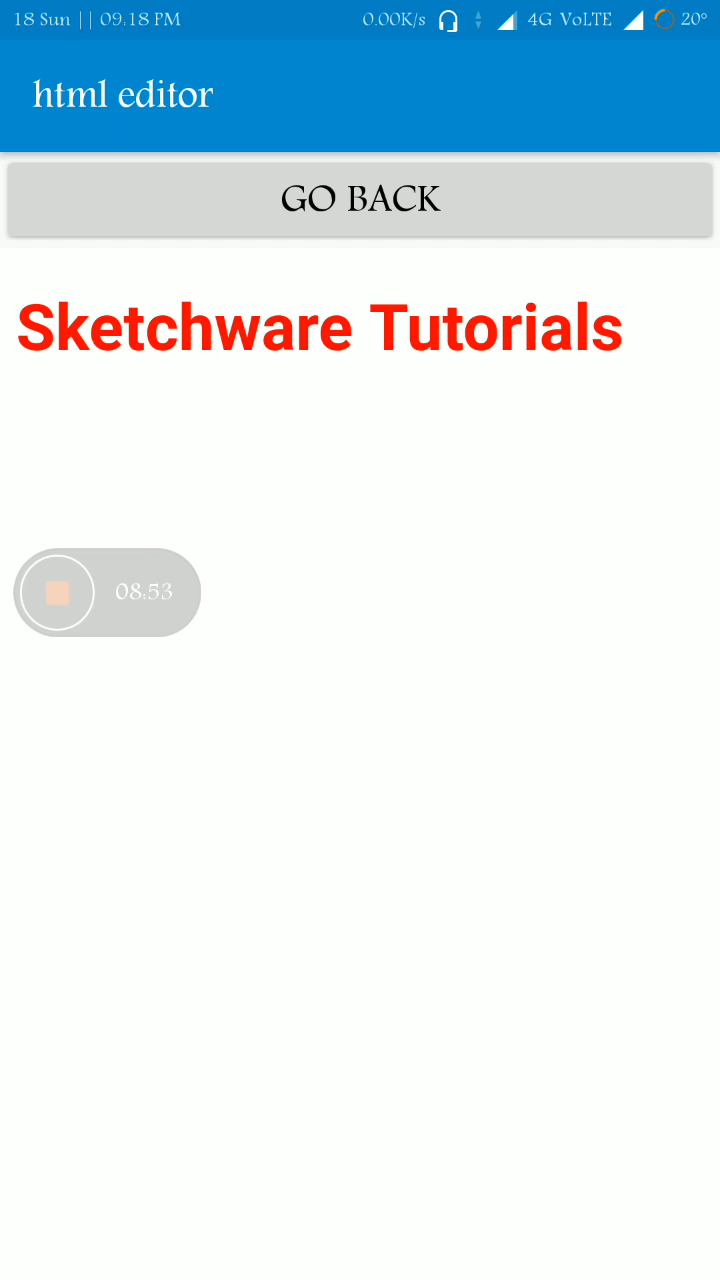 18 Sun || 09:18 PM 0.00K/s 4G VoLTE 20°
html editor
GO BACK
Sketchware Tutorials
08:53